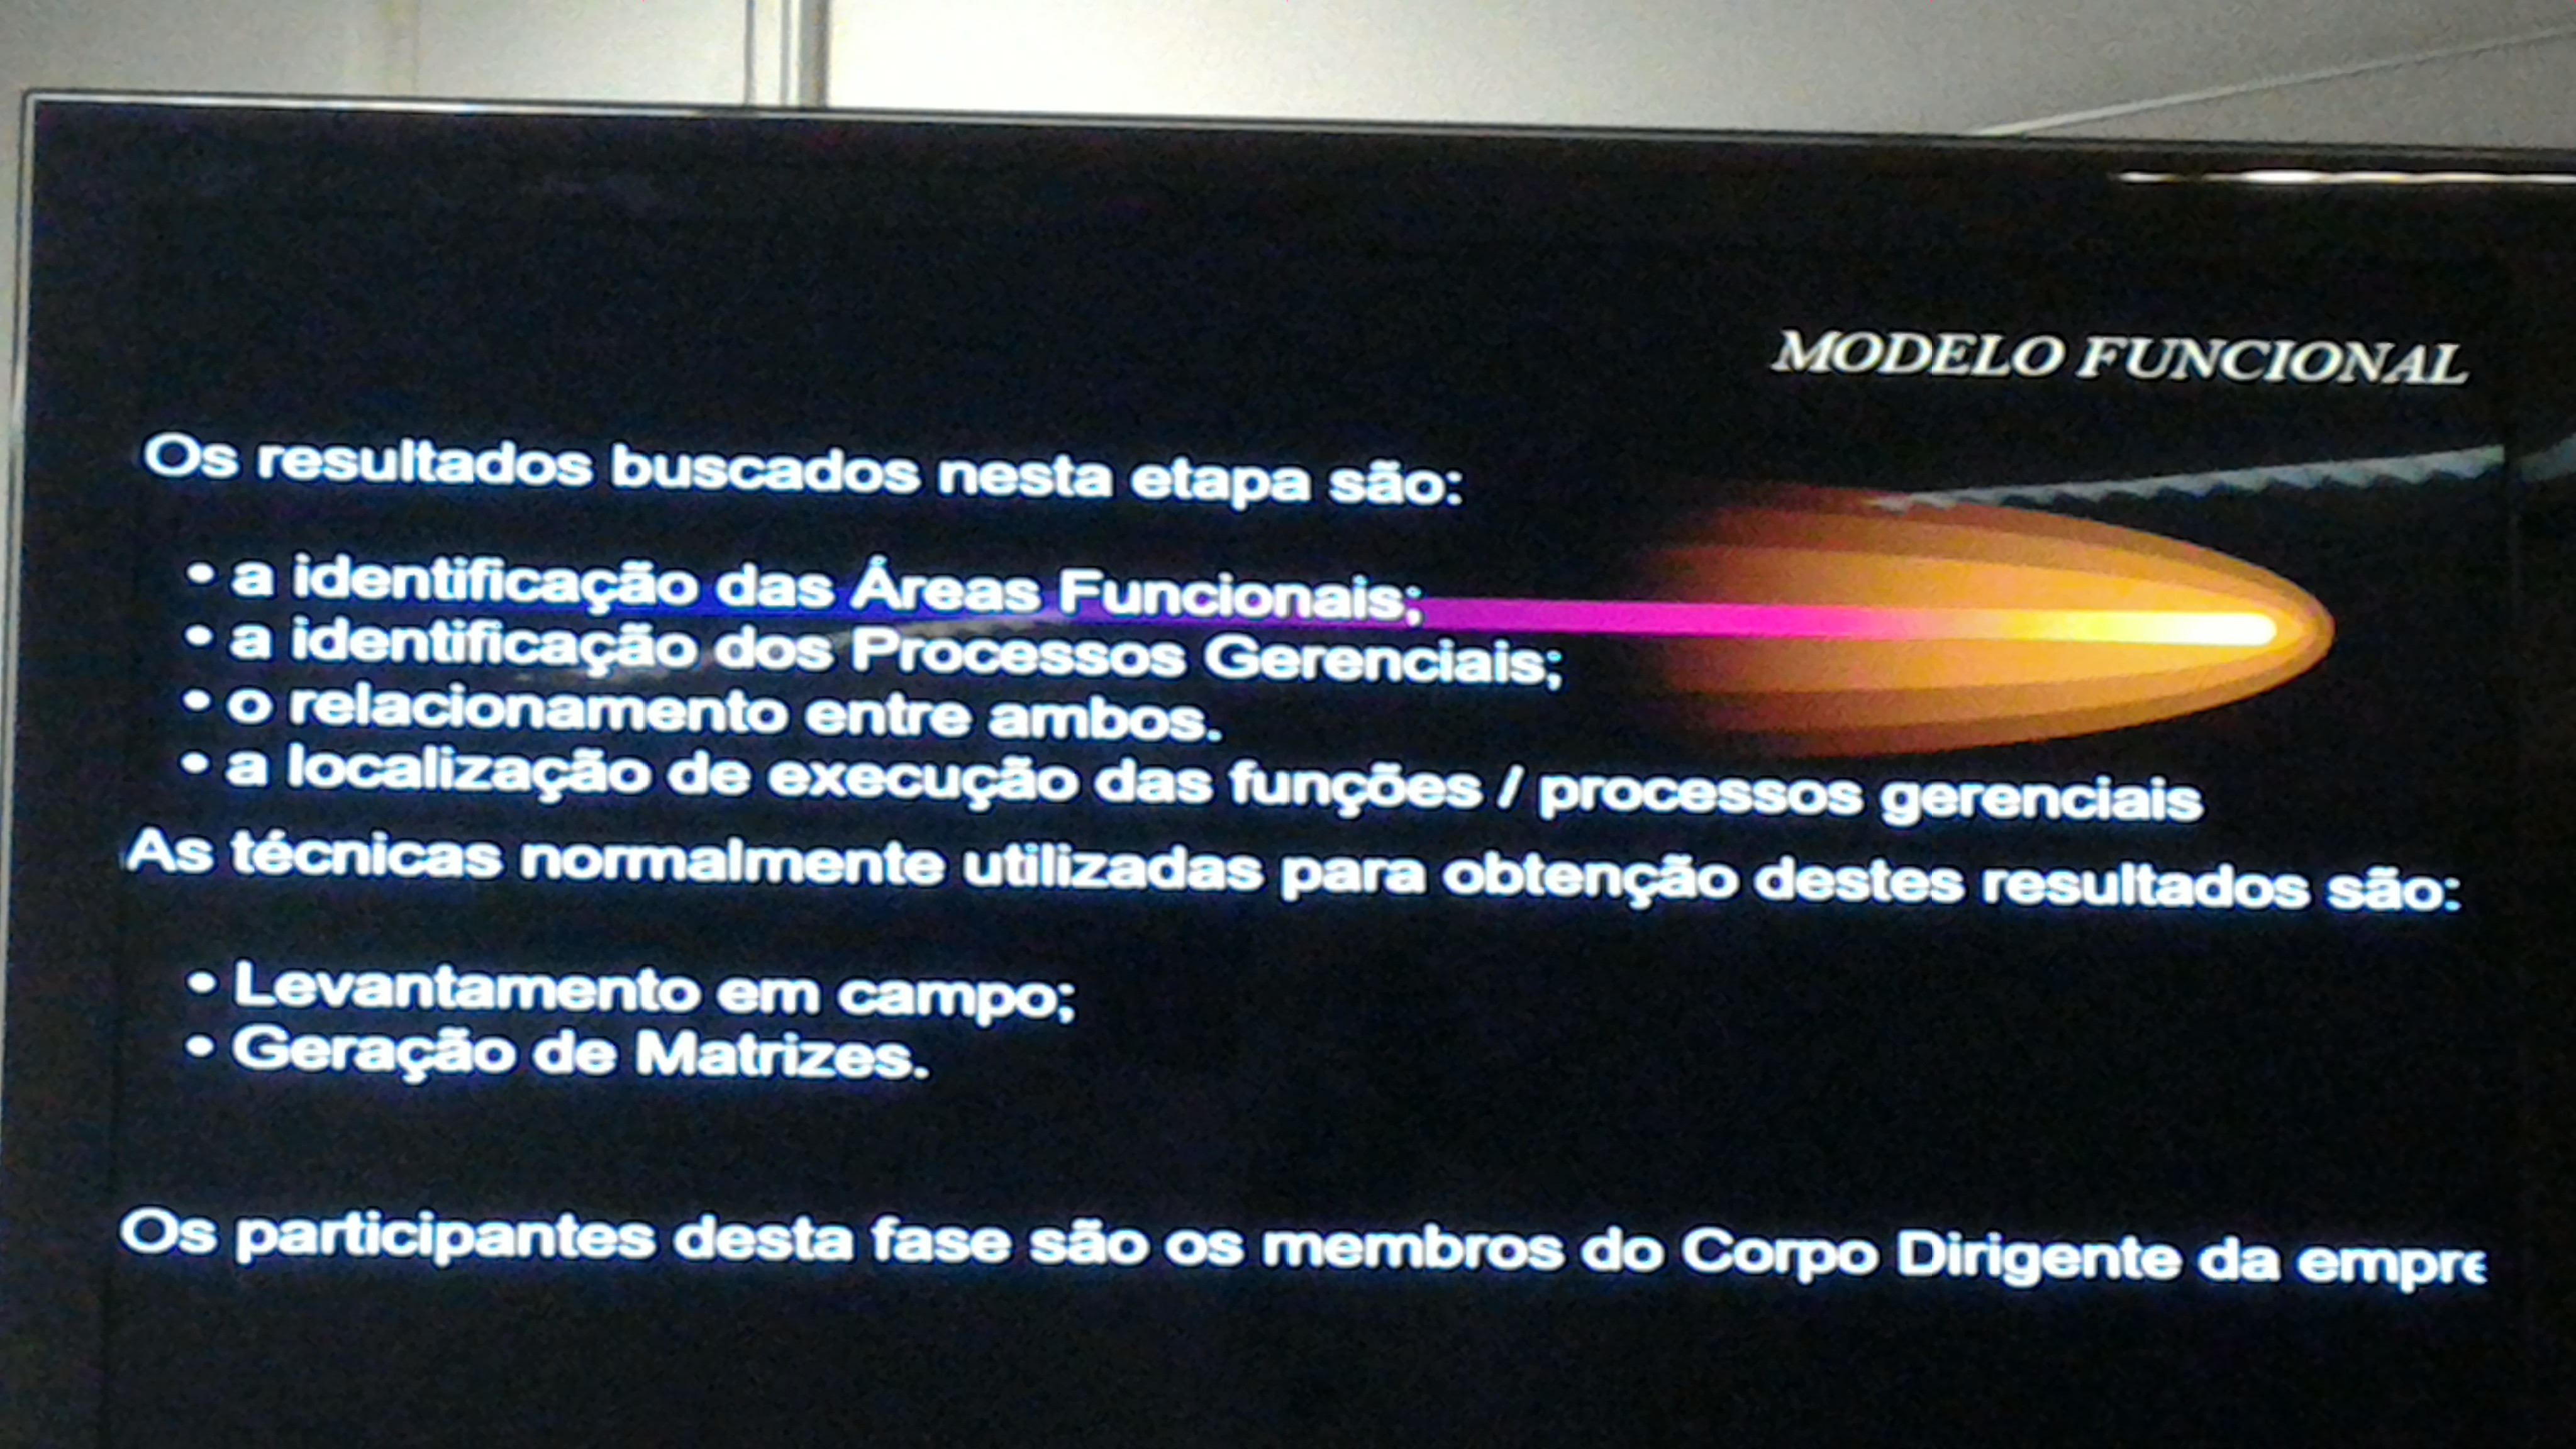 MODELO FUNCIONAL
Os resultados buscados nesta etapa são:
• a identificação das Áreas Funcionais;
• a identificação dos Processos Gerenciais;
• o relacionamento entre ambos.
• a localização de execução das funções / processos gerenciais
As técnicas normalmente utilizadas para obtenção destes resultados são:
• Levantamento em campo;
• Geração de Matrizes.
Os participantes desta fase são os membros do Corpo Dirigente da empre